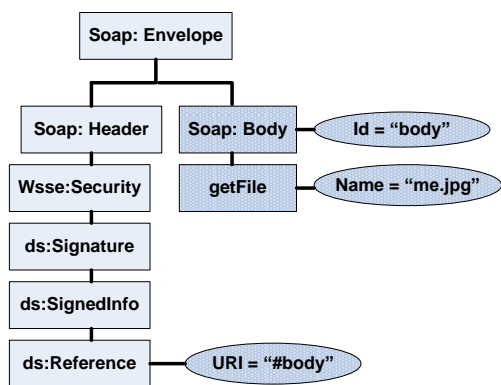 Soap: Envelope
Soap: Header
Soap: Body
Id = “body”
Wsse:Security
getFile
Name = “me.jpg”
ds:Signature
ds:SignedInfo
ds:Reference
URI = “#body”